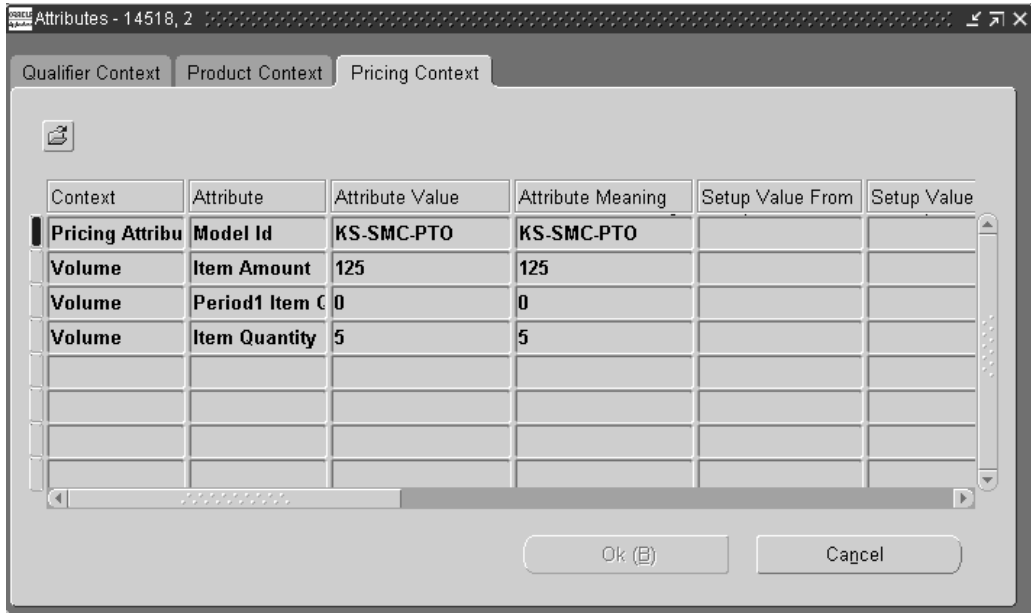 ORACLE
Attributes - 14518, 2
Qualifier Context Product Context Pricing Context
Context Attribute Attribute Value Attribute Meaning Setup Value From Setup Value
Pricing Attribu Model Id KS-SMC-PTO KS-SMC-PTO
Volume Item Amount 125 125
Volume Period1 Item 0 0
Volume Item Quantity 5 5
Ok (B) Cancel